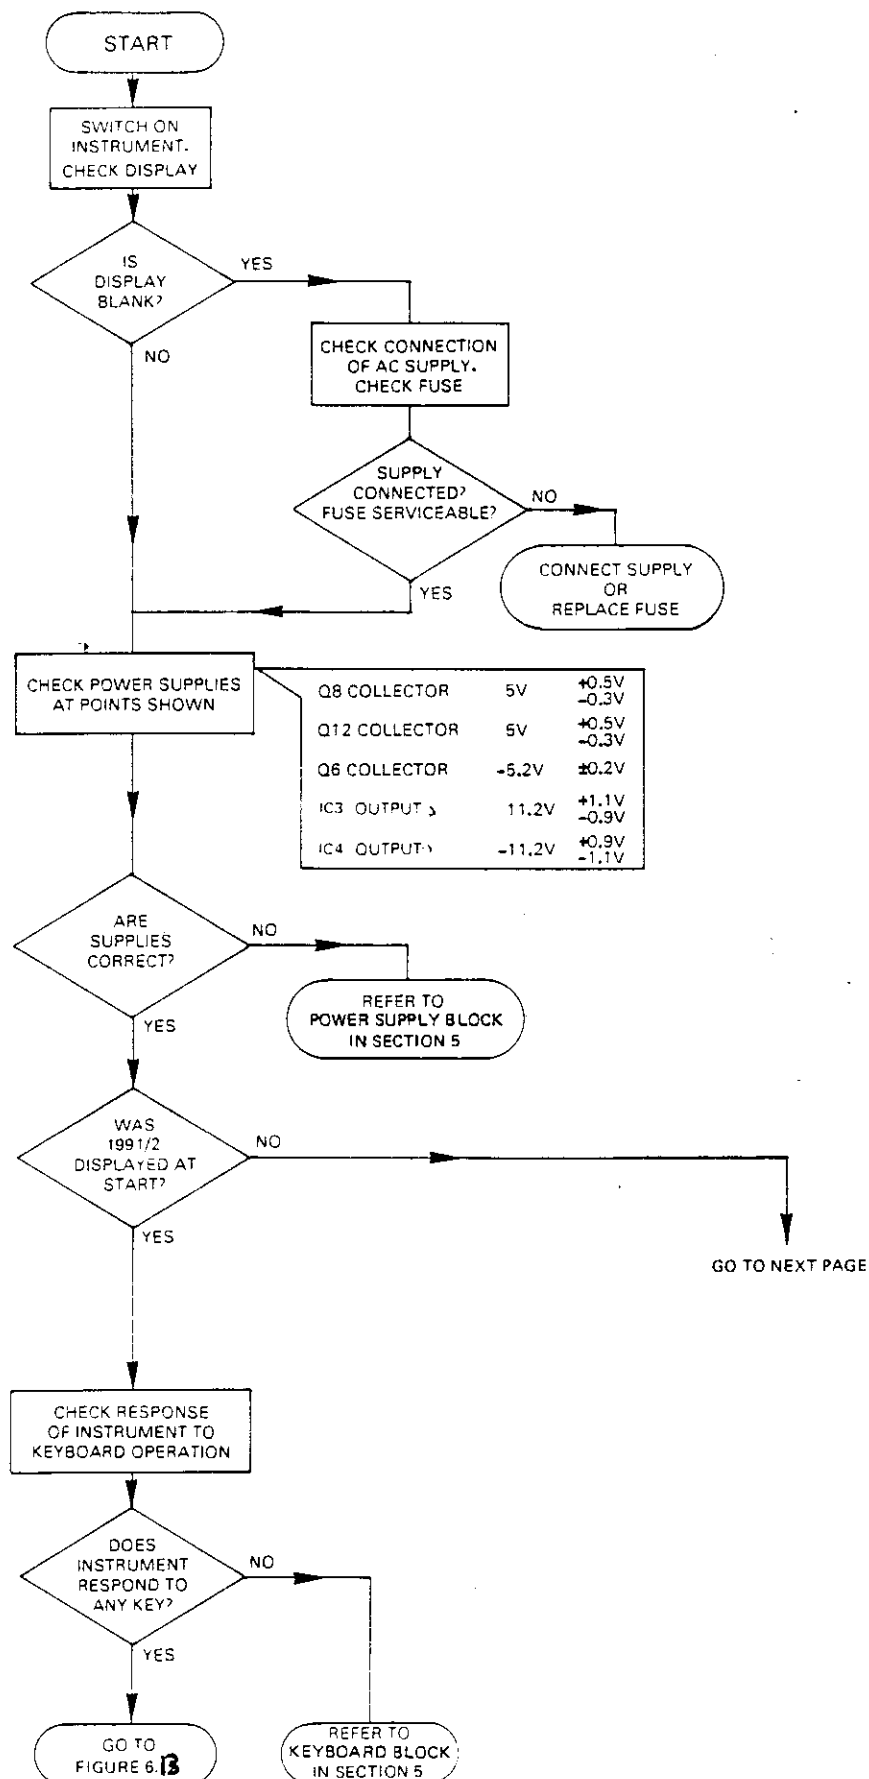 START
SWITCH ON
INSTRUMENT.
CHECK DISPLAY
IS
DISPLAY
BLANK?
YES
NO
CHECK CONNECTION
OF AC SUPPLY.
CHECK FUSE
SUPPLY
CONNECTED?
FUSE SERVICEABLE?
NO
YES
CONNECT SUPPLY
OR
REPLACE FUSE
CHECK POWER SUPPLIES
AT POINTS SHOWN
Q8 COLLECTOR 5V +0.5V
-0.3V
Q12 COLLECTOR 5V +0.5V
-0.3V
Q6 COLLECTOR -5.2V ±0.2V
IC3 OUTPUT 11.2V +1.1V
-0.9V
IC4 OUTPUT -11.2V +0.9V
-1.1V
ARE
SUPPLIES
CORRECT?
NO
YES
REFER TO
POWER SUPPLY BLOCK
IN SECTION 5
WAS
1991/2
DISPLAYED AT
START?
NO
YES
GO TO NEXT PAGE
CHECK RESPONSE
OF INSTRUMENT TO
KEYBOARD OPERATION
DOES
INSTRUMENT
RESPOND TO
ANY KEY?
NO
YES
GO TO
FIGURE 6.13
REFER TO
KEYBOARD BLOCK
IN SECTION 5